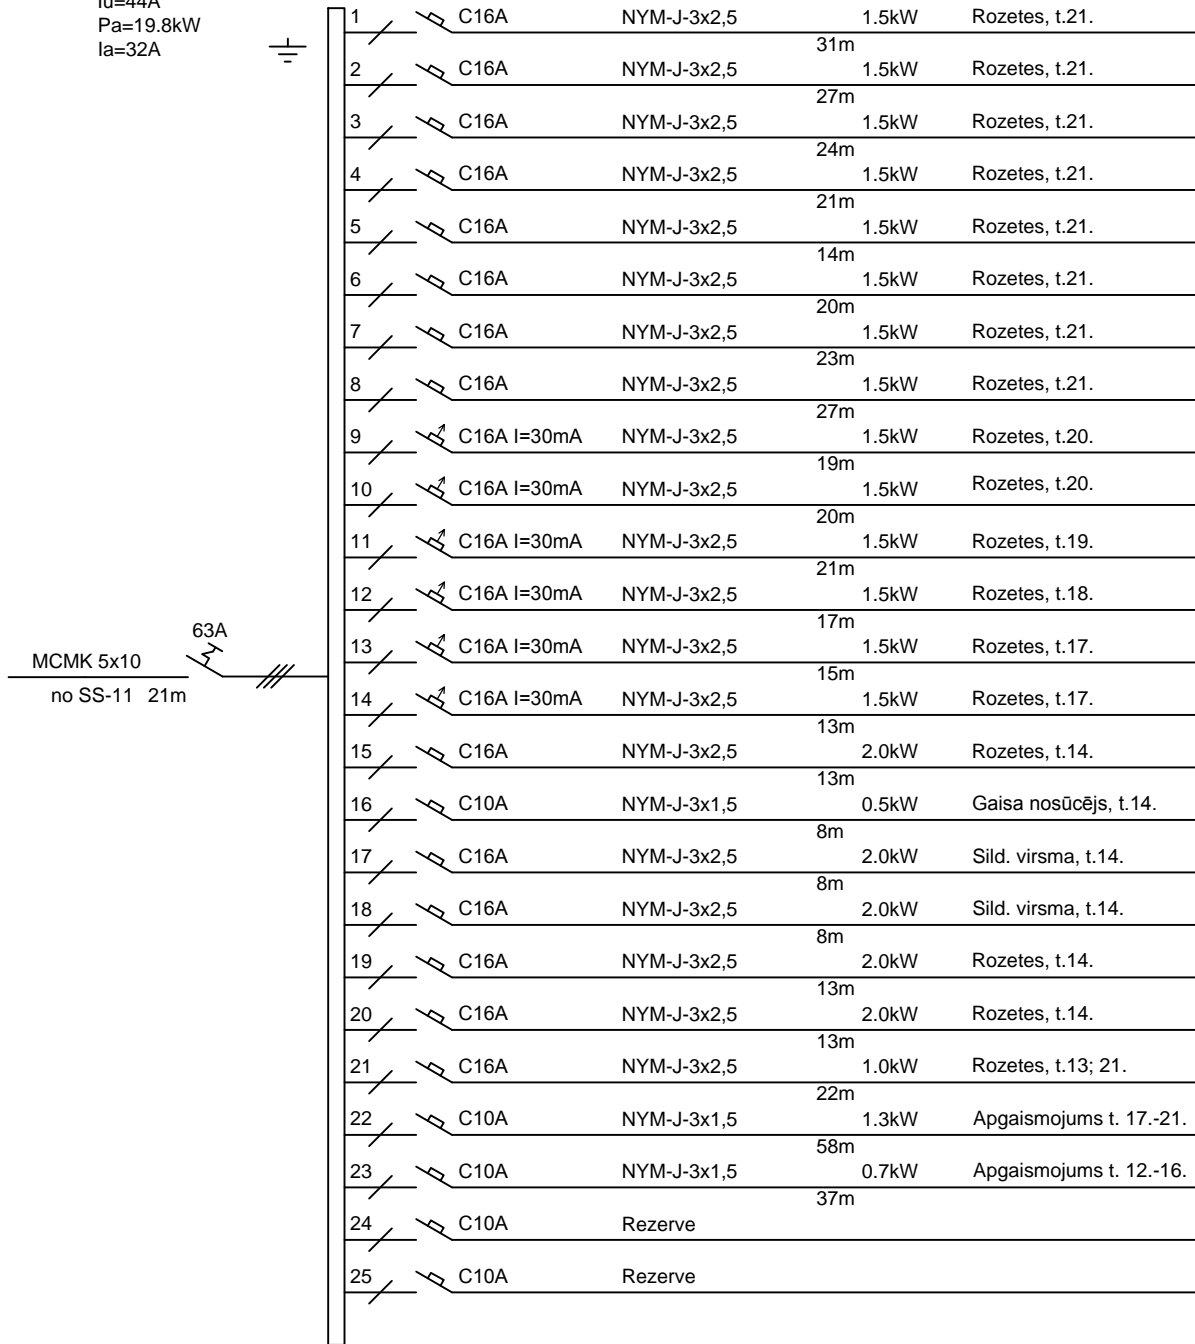 Iu=44A
Pa=19.8kW
Ia=32A
1 C16A NYM-J-3x2,5 1.5kW Rozetes, t.21.
31m
2 C16A NYM-J-3x2,5 1.5kW Rozetes, t.21.
27m
3 C16A NYM-J-3x2,5 1.5kW Rozetes, t.21.
24m
4 C16A NYM-J-3x2,5 1.5kW Rozetes, t.21.
21m
5 C16A NYM-J-3x2,5 1.5kW Rozetes, t.21.
14m
6 C16A NYM-J-3x2,5 1.5kW Rozetes, t.21.
20m
7 C16A NYM-J-3x2,5 1.5kW Rozetes, t.21.
23m
8 C16A NYM-J-3x2,5 1.5kW Rozetes, t.21.
27m
9 C16A I=30mA NYM-J-3x2,5 1.5kW Rozetes, t.20.
19m
10 C16A I=30mA NYM-J-3x2,5 1.5kW Rozetes, t.20.
20m
11 C16A I=30mA NYM-J-3x2,5 1.5kW Rozetes, t.19.
21m
12 C16A I=30mA NYM-J-3x2,5 1.5kW Rozetes, t.18.
17m
63A
13 C16A I=30mA NYM-J-3x2,5 1.5kW Rozetes, t.17.
MCMK 5x10
15m
no SS-11 21m
14 C16A I=30mA NYM-J-3x2,5 1.5kW Rozetes, t.17.
13m
15 C16A NYM-J-3x2,5 2.0kW Rozetes, t.14.
13m
16 C10A NYM-J-3x1,5 0.5kW Gaisa nosūcējs, t.14.
8m
17 C16A NYM-J-3x2,5 2.0kW Sild. virsma, t.14.
8m
18 C16A NYM-J-3x2,5 2.0kW Sild. virsma, t.14.
8m
19 C16A NYM-J-3x2,5 2.0kW Rozetes, t.14.
13m
20 C16A NYM-J-3x2,5 2.0kW Rozetes, t.14.
13m
21 C16A NYM-J-3x2,5 1.0kW Rozetes, t.13; 21.
22m
22 C10A NYM-J-3x1,5 1.3kW Apgaismojums t. 17.-21.
58m
23 C10A NYM-J-3x1,5 0.7kW Apgaismojums t. 12.-16.
37m
24 C10A Rezerve
25 C10A Rezerve